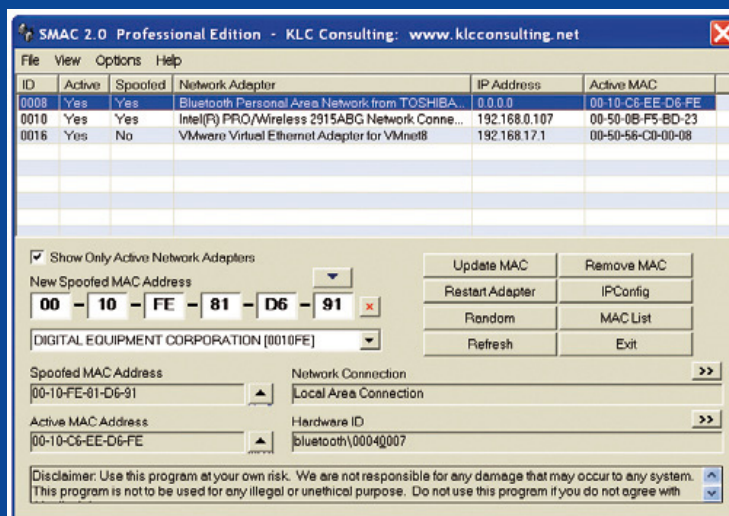 SMAC 2.0 Professional Edition - KLC Consulting: www.klcconsulting.net
File View Options Help
ID Active Spoofed Network Adapter IP Address Active MAC
0008 Yes Yes Bluetooth Personal Area Network from TOSHIBA... 0.0.0.0 00-10-C6-EE-D6-FE
0010 Yes Yes Intel(R) PRO/Wireless 2915ABG Network Conne... 192.168.0.107 00-50-0B-F5-BD-23
0016 Yes No VMware Virtual Ethernet Adapter for VMnet8 192.168.17.1 00-50-56-C0-00-08
Show Only Active Network Adapters
New Spoofed MAC Address
00 - 10 - FE - 81 - D6 - 91 x
DIGITAL EQUIPMENT CORPORATION [0010FE]
Update MAC Remove MAC
Restart Adapter IPConfig
Random MAC List
Refresh Exit
Spoofed MAC Address
00-10-FE-81-D6-91
Network Connection >>
Local Area Connection
Active MAC Address
00-10-C6-EE-D6-FE
Hardware ID >>
bluetooth\00040007
Disclaimer: Use this program at your own risk. We are not responsible for any damage that may occur to any system.
This program is not to be used for any illegal or unethical purpose. Do not use this program if you do not agree with